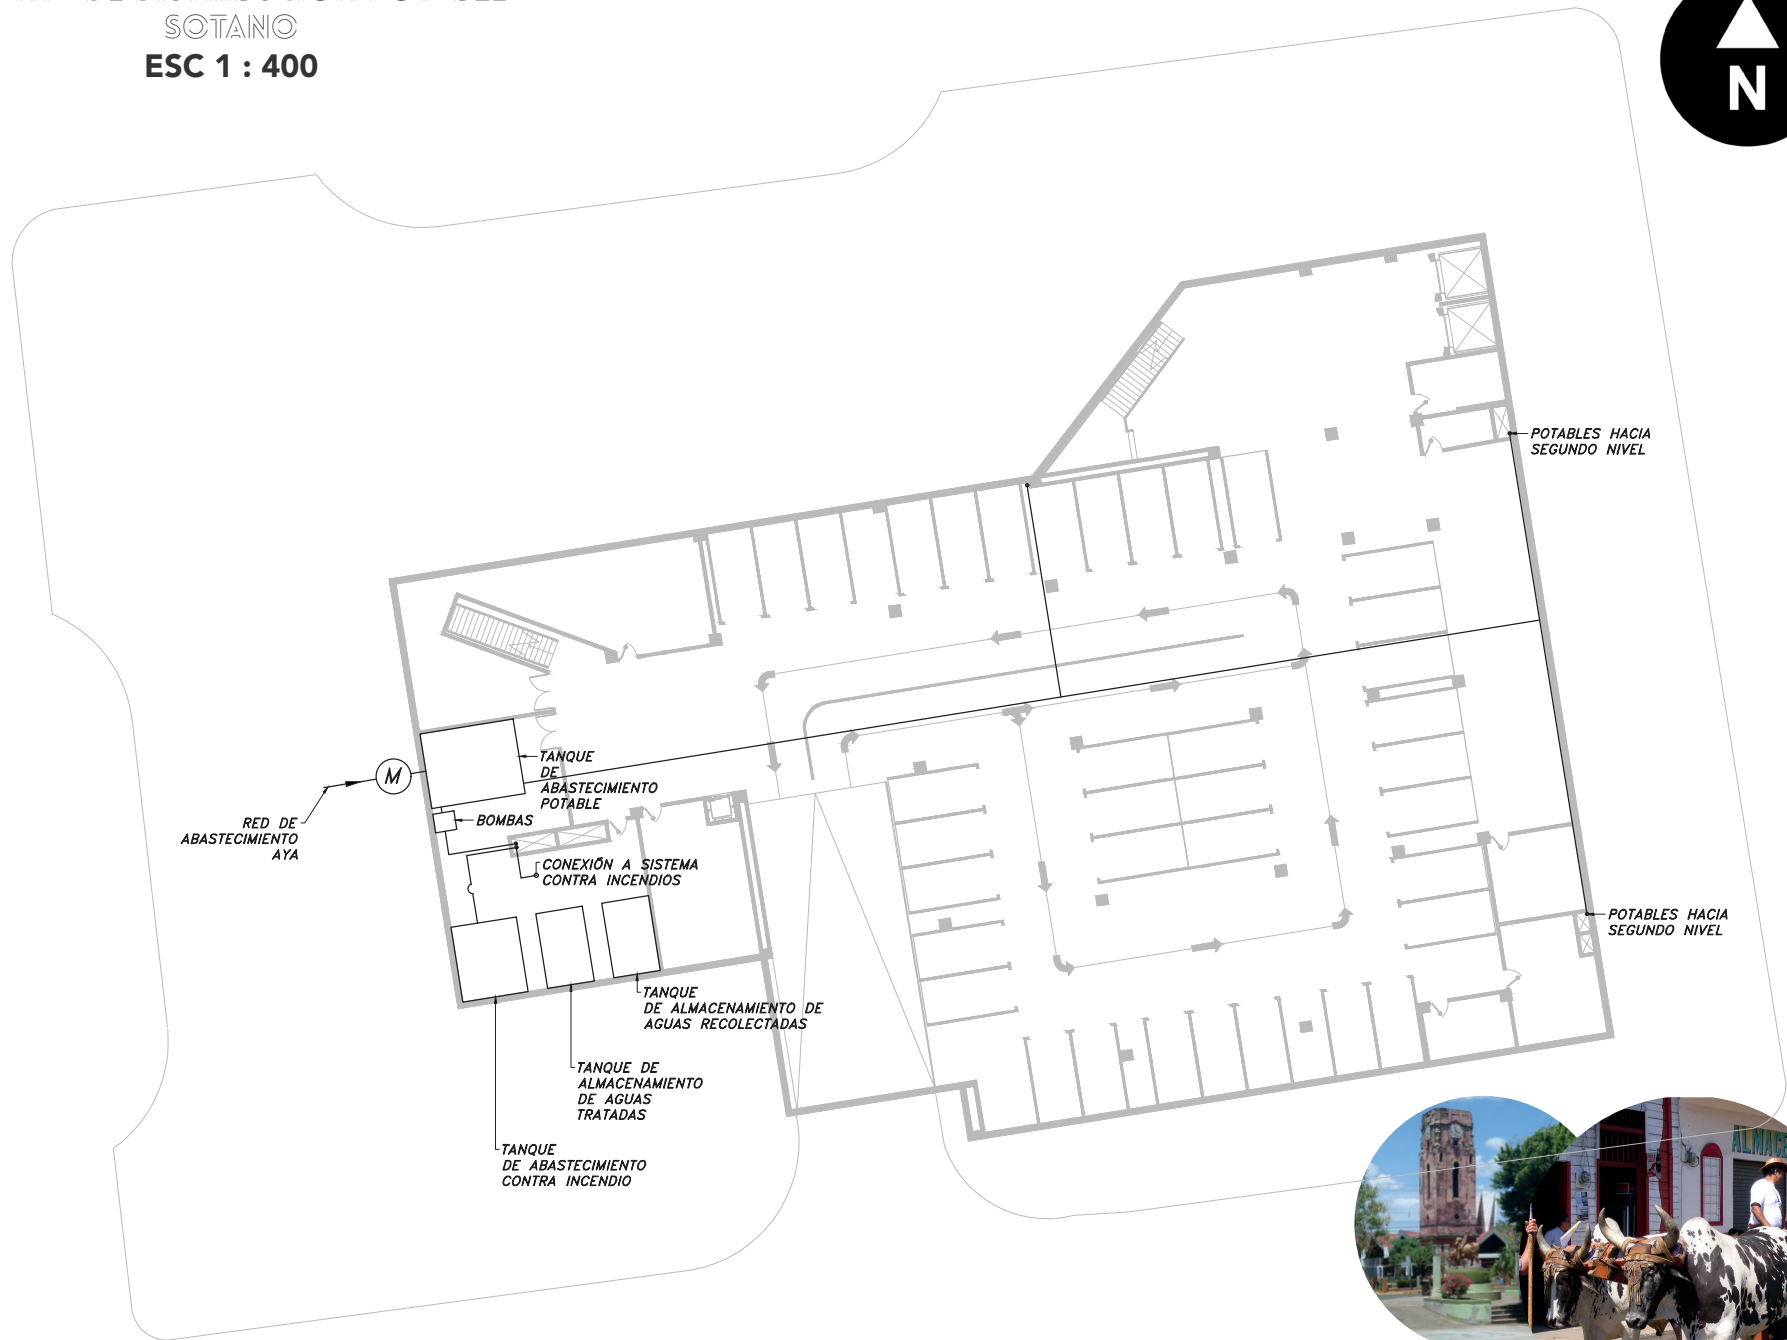 SOTANO
ESC 1 : 400
N
POTABLES HACIA
SEGUNDO NIVEL
TANQUE
DE
ABASTECIMIENTO
POTABLE
M
BOMBAS
RED DE
ABASTECIMIENTO
AYA
CONEXIÓN A SISTEMA
CONTRA INCENDIOS
POTABLES HACIA
SEGUNDO NIVEL
TANQUE
DE ALMACENAMIENTO DE
AGUAS RECOLECTADAS
TANQUE DE
ALMACENAMIENTO
DE AGUAS
TRATADAS
TANQUE
DE ABASTECIMIENTO
CONTRA INCENDIO